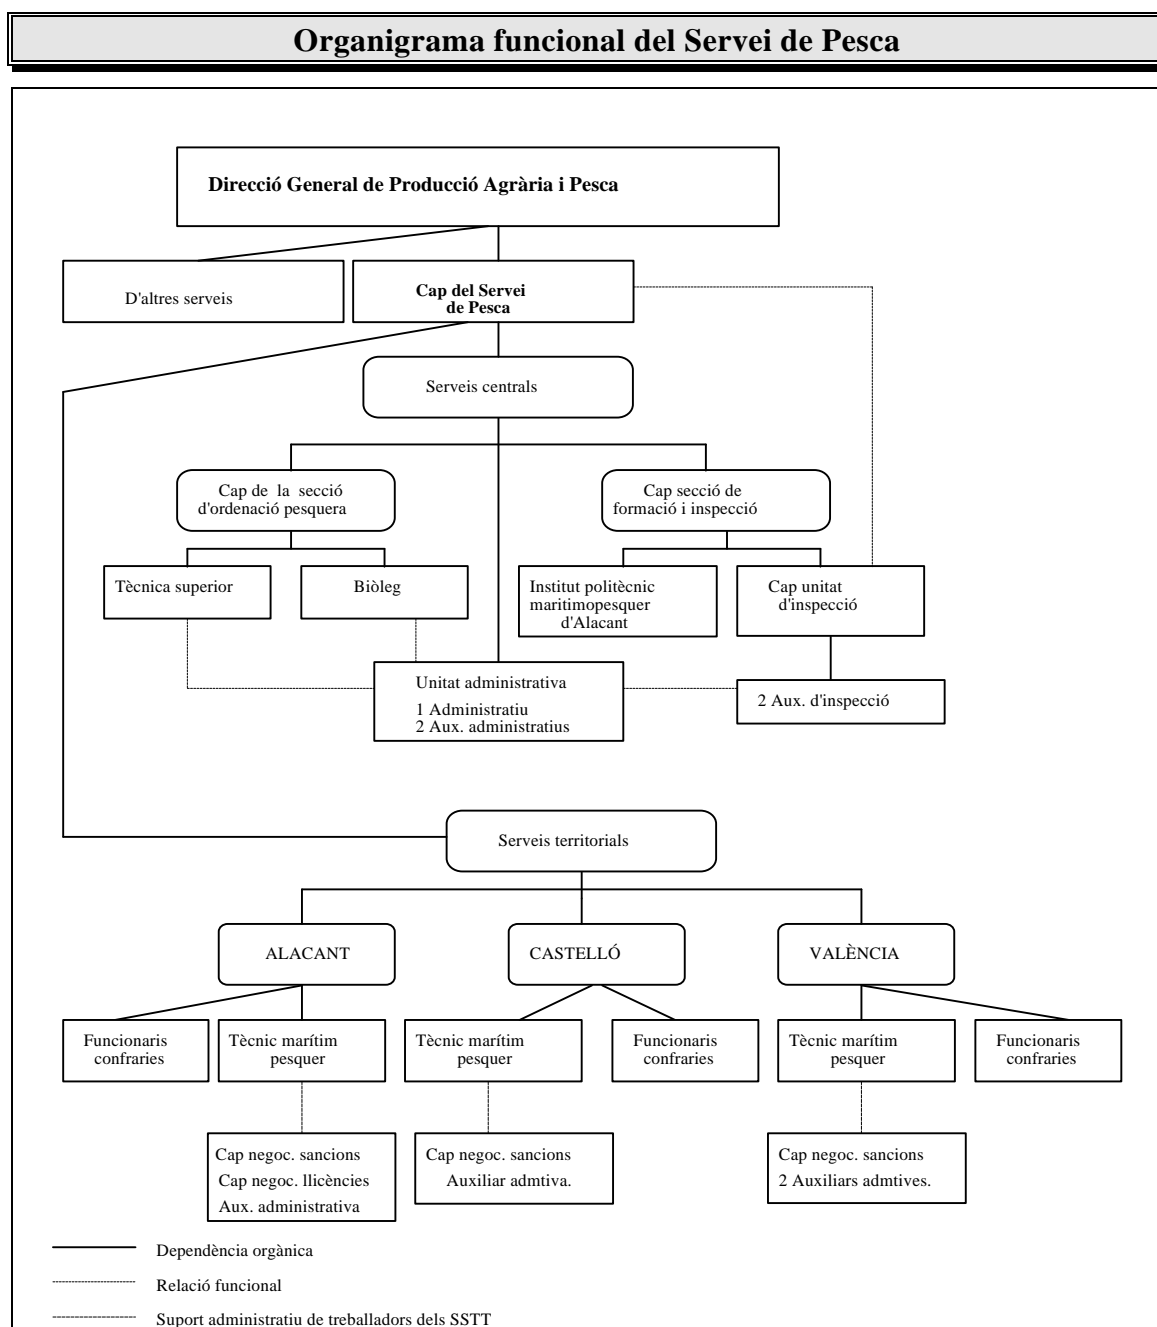 Organigrama funcional del Servei de Pesca
Direcció General de Producció Agrària i Pesca
D'altres serveis
Cap del Servei
de Pesca
Serveis centrals
Cap de la secció
d'ordenació pesquera
Cap secció de
formació i inspecció
Tècnica superior
Biòleg
Institut politècnic
maritimopesquer
d'Alacant
Cap unitat
d'inspecció
Unitat administrativa
1 Administratiu
2 Aux. administratius
2 Aux. d'inspecció
Serveis territorials
ALACANT
CASTELLÓ
VALÈNCIA
Funcionaris
confraries
Tècnic marítim
pesquer
Tècnic marítim
pesquer
Funcionaris
confraries
Tècnic marítim
pesquer
Funcionaris
confraries
Cap negoc. sancions
Cap negoc. llicències
Aux. administrativa
Cap negoc. sancions
Auxiliar admtiva.
Cap negoc. sancions
2 Auxiliars admtives.
Dependència orgànica
Relació funcional
Suport administratiu de treballadors dels SSTT